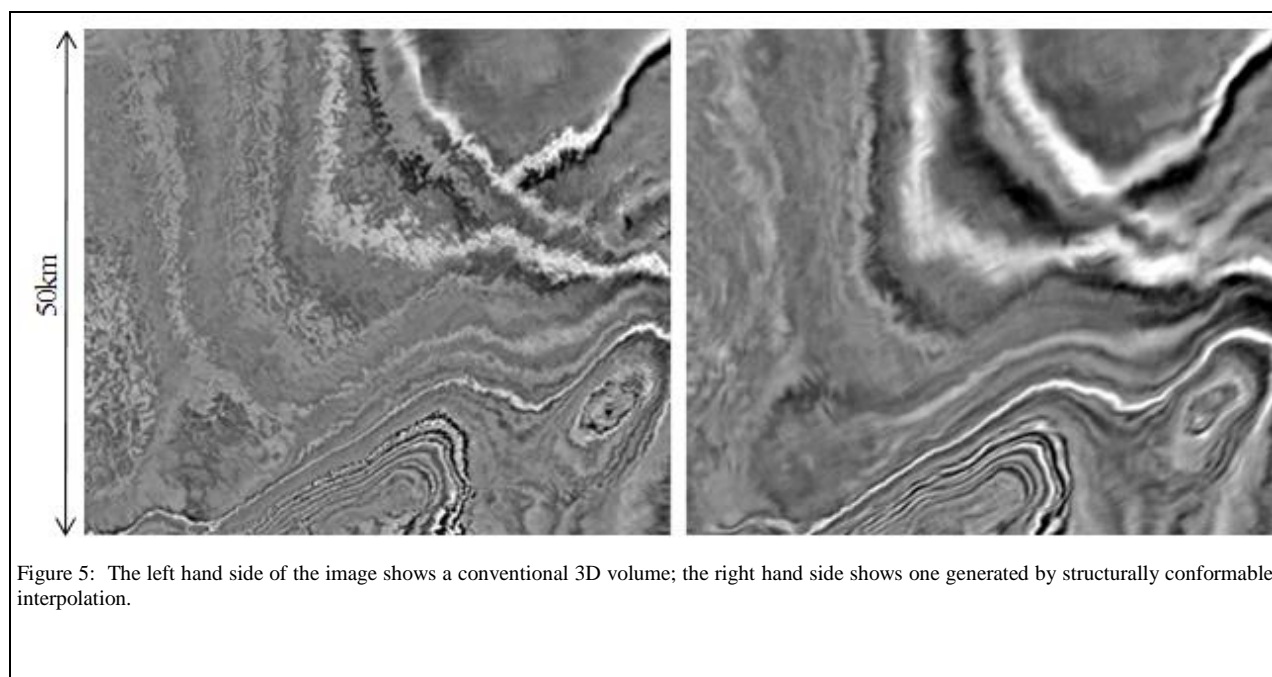 50km
Figure 5:  The left hand side of the image shows a conventional 3D volume; the right hand side shows one generated by structurally conformable
interpolation.